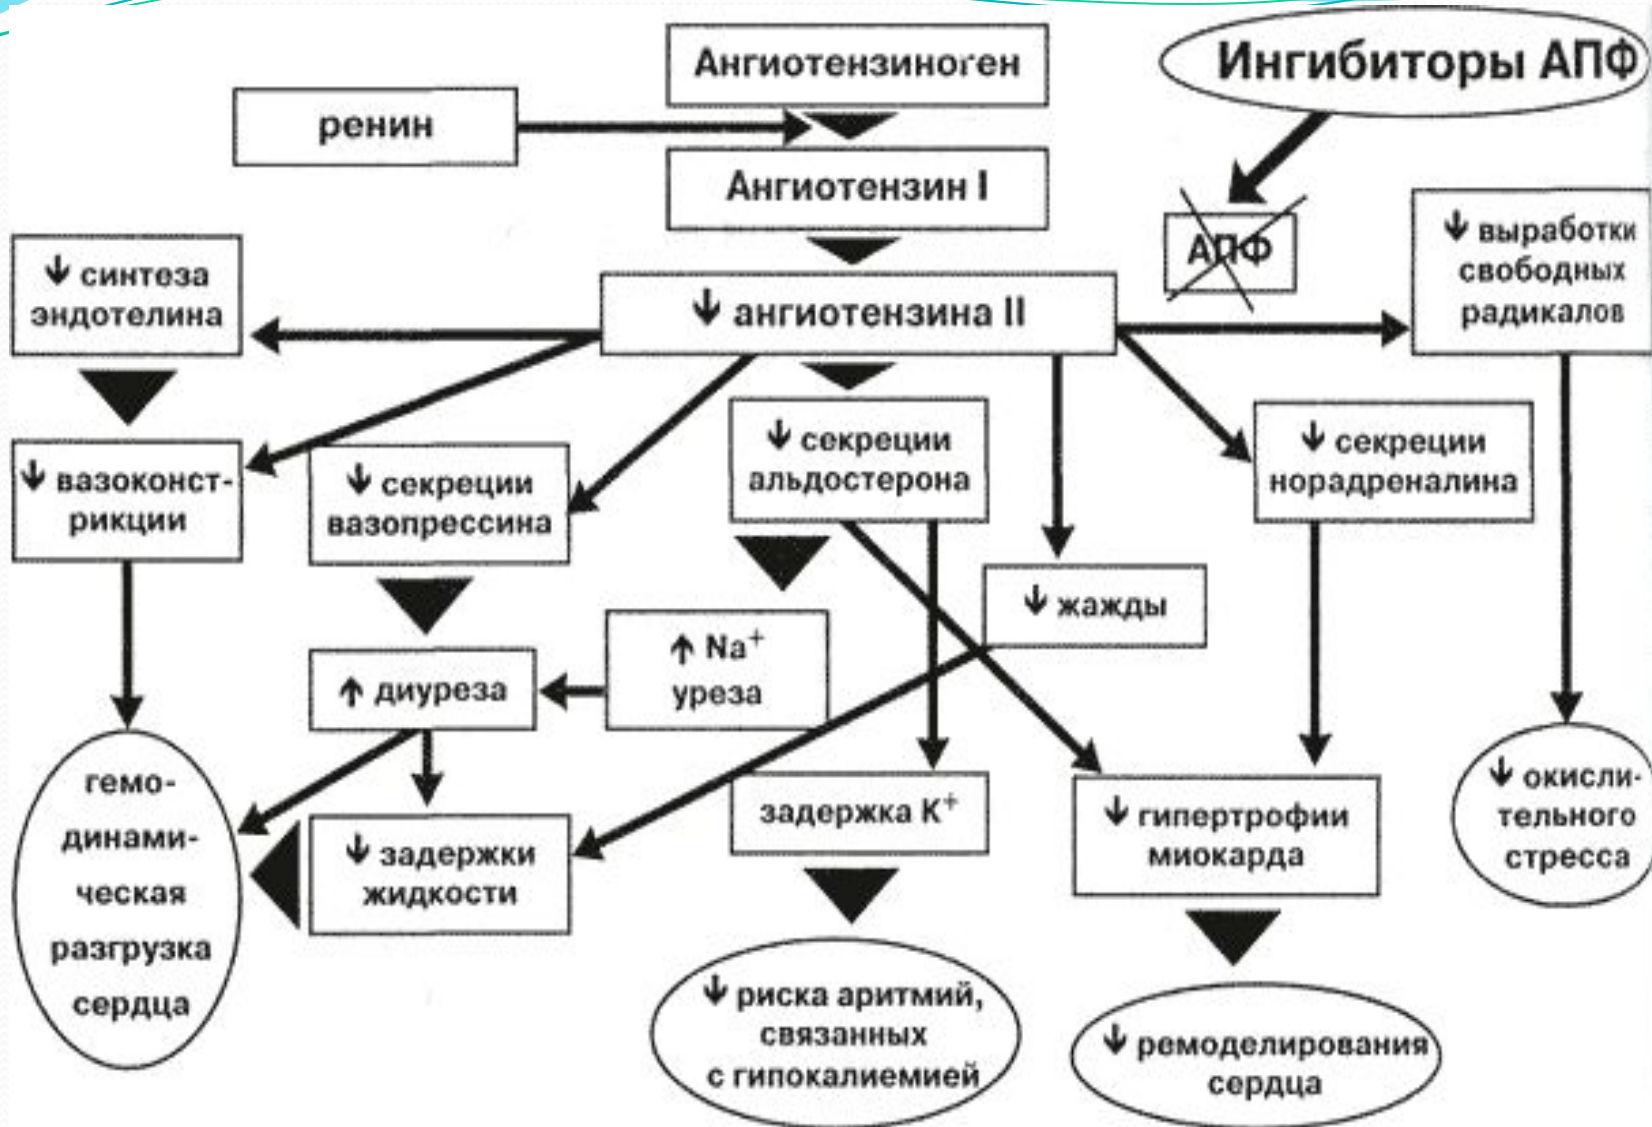 Ангиотензиноген
Ингибиторы АПФ
ренин
Ангиотензин I
АПФ
↓ выработки
свободных
радикалов
↓ синтеза
эндотелина
↓ ангиотензина II
↓ вазоконст-
рикции
↓ секреции
вазопрессина
↓ секреции
альдостерона
↓ секреции
норадреналина
↓ жажды
↑ диуреза
↑ Na⁺
уреза
гемо-
динами-
ческая
разгрузка
сердца
↓ задержки
жидкости
задержка K⁺
↓ гипертрофии
миокарда
↓ окисли-
тельного
стресса
↓ риска аритмий,
связанных
с гипокалиемией
↓ ремоделирования
сердца